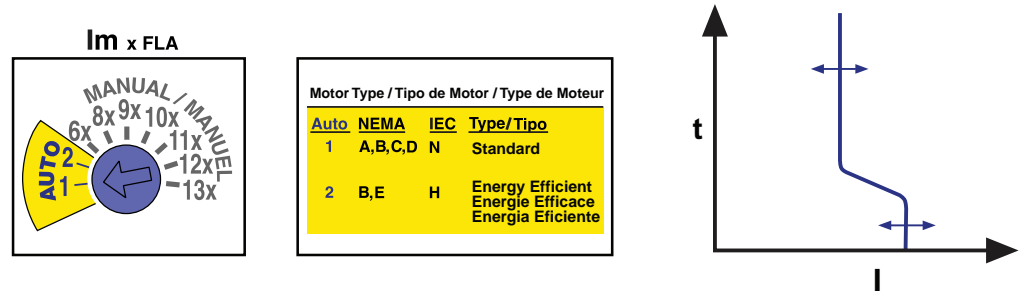 Im x FLA
MANUAL / MANUEL
AUTO
1
2
6x
8x
9x
10x
11x
12x
13x
Motor Type / Tipo de Motor / Type de Moteur
Auto NEMA IEC Type/Tipo
1 A,B,C,D N Standard
2 B,E H Energy Efficient
Energie Efficace
Energia Eficiente
t
I